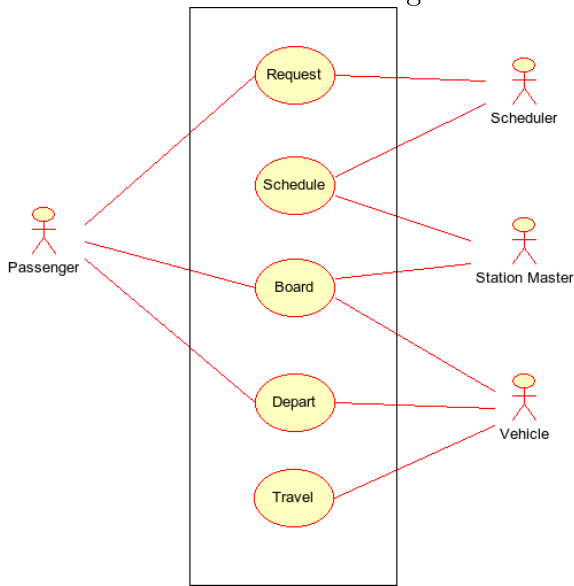 Request
Scheduler
Schedule
Passenger
Station Master
Board
Depart
Vehicle
Travel